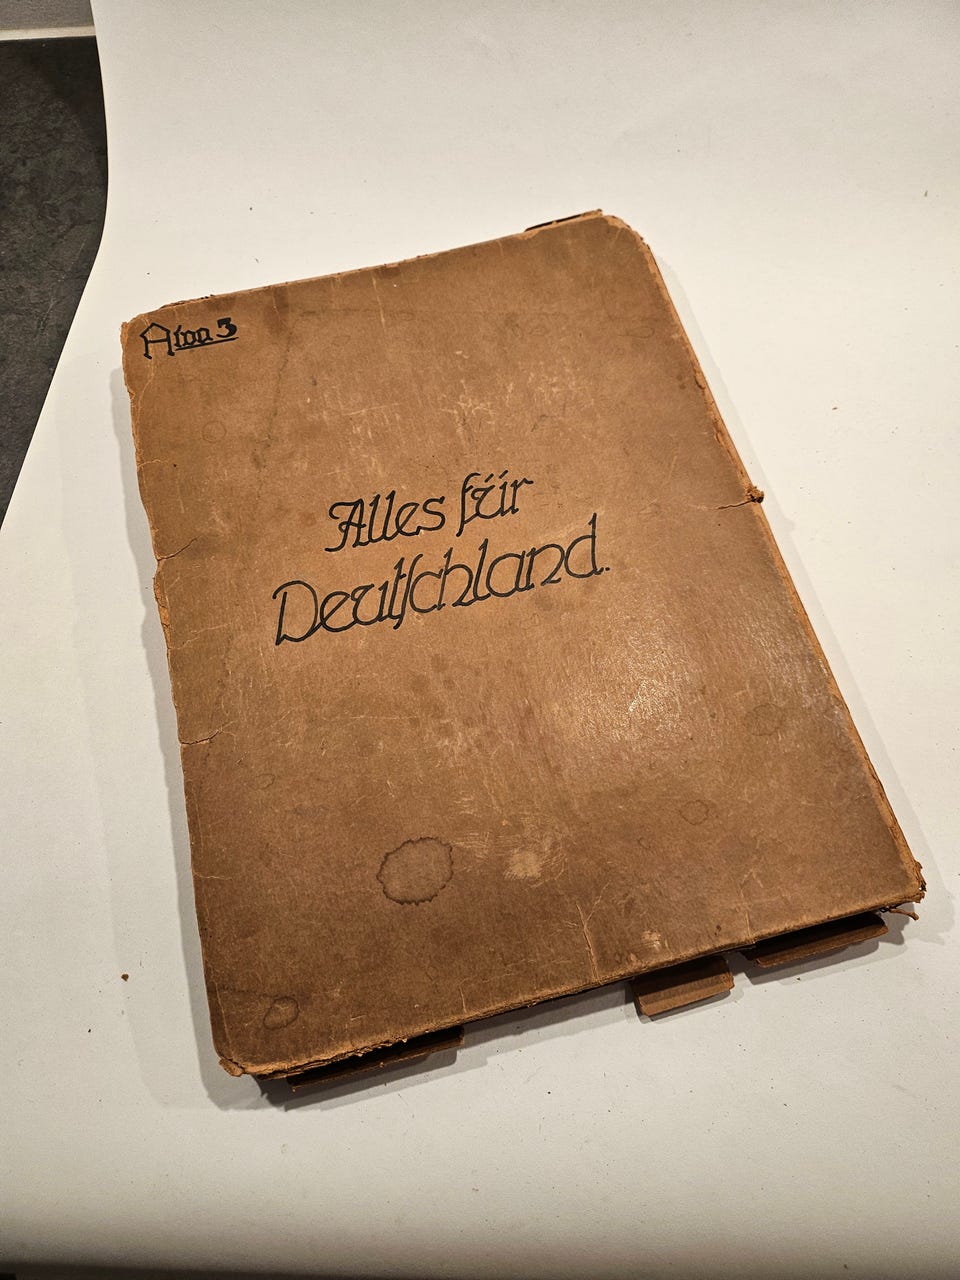 3
Alles für
Deutſchland.